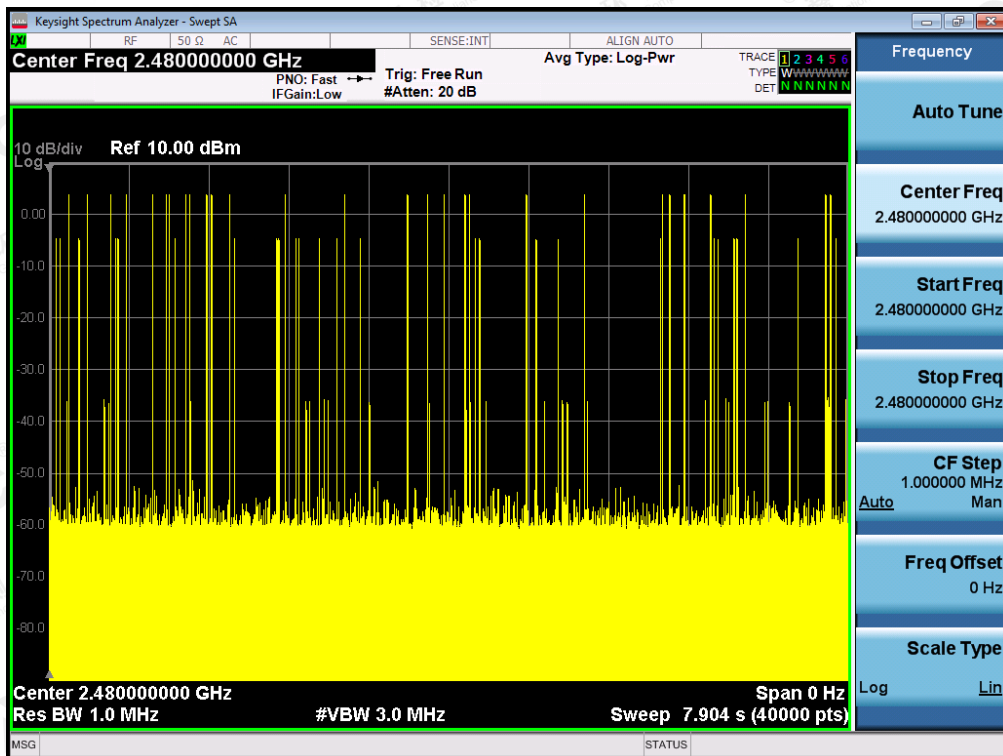 Keysight Spectrum Analyzer - Swept SA
LXI RF 50 Ω AC SENSE:INT ALIGN AUTO
Center Freq 2.480000000 GHz
PNO: Fast
IFGain:Low
Trig: Free Run
#Atten: 20 dB
Avg Type: Log-Pwr
TRACE 1 2 3 4 5 6
TYPE WWWWWW
DET N N N N N N
10 dB/div Ref 10.00 dBm
Log
0.00
-10.0
-20.0
-30.0
-40.0
-50.0
-60.0
-70.0
-80.0
Center 2.480000000 GHz Span 0 Hz
Res BW 1.0 MHz #VBW 3.0 MHz Sweep 7.904 s (40000 pts)
MSG STATUS
Frequency
Auto Tune
Center Freq
2.480000000 GHz
Start Freq
2.480000000 GHz
Stop Freq
2.480000000 GHz
CF Step
1.000000 MHz
Auto Man
Freq Offset
0 Hz
Scale Type
Log Lin